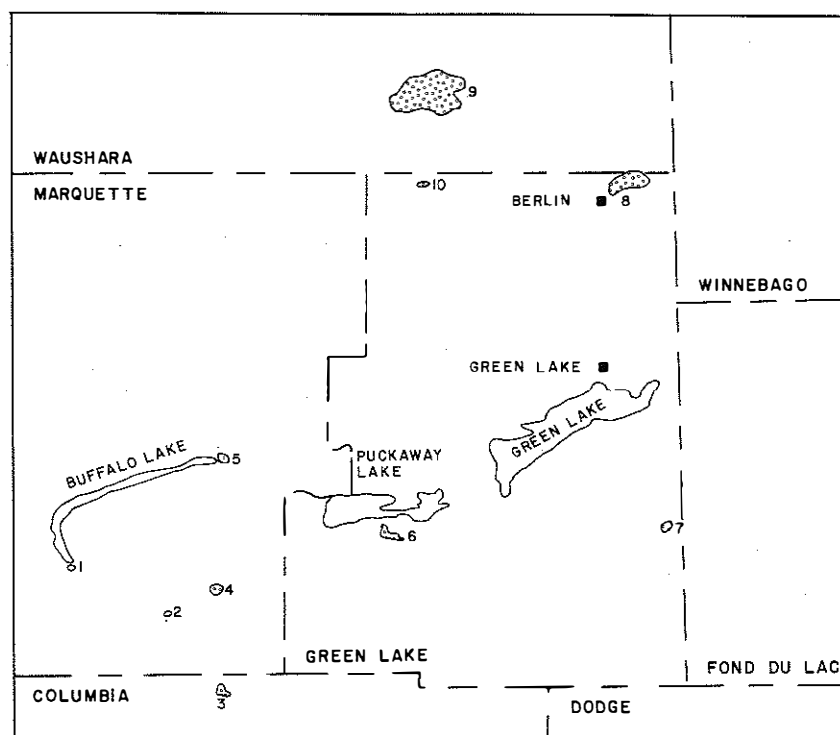 9
WAUSHARA
MARQUETTE
10
BERLIN
8
WINNEBAGO
GREEN LAKE
GREEN LAKE
BUFFALO LAKE
5
PUCKAWAY
LAKE
6
7
1
4
2
GREEN LAKE
FOND DU LAC
COLUMBIA
3
DODGE